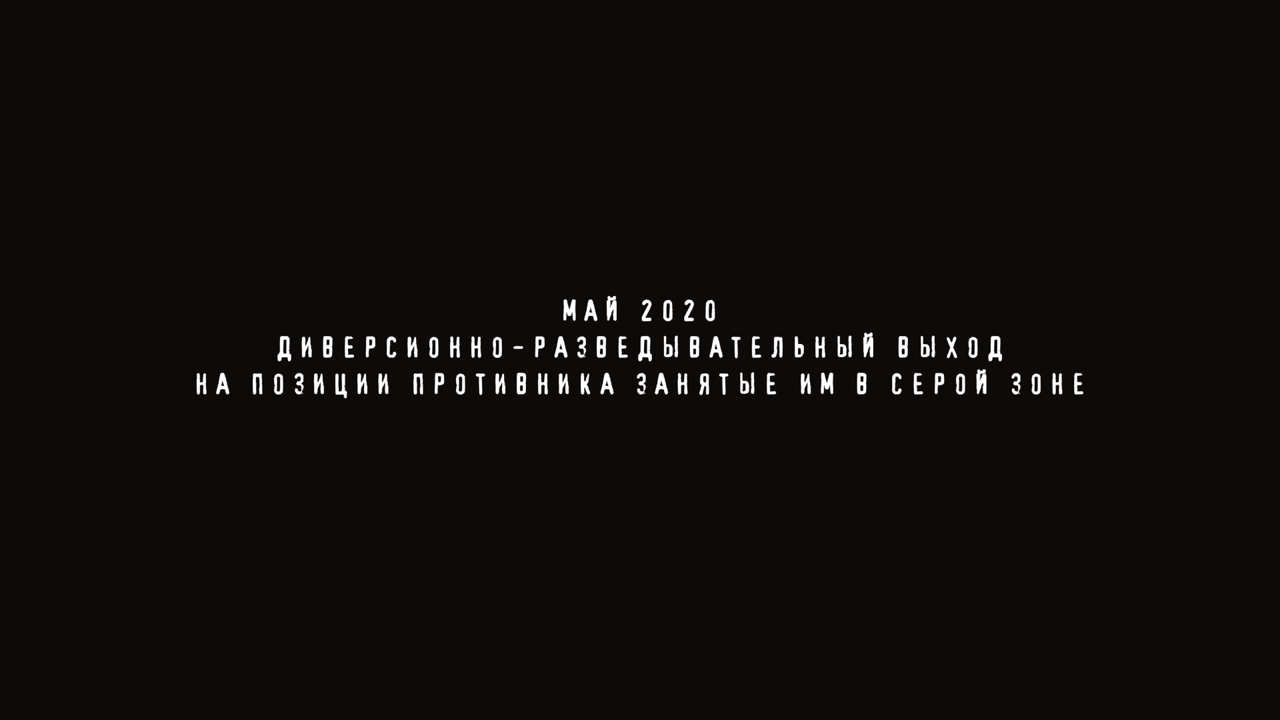 МАЙ 2020
ДИВЕРСИОННО-РАЗВЕДЫВАТЕЛЬНЫЙ ВЫХОД
НА ПОЗИЦИИ ПРОТИВНИКА ЗАНЯТЫЕ ИМ В СЕРОЙ ЗОНЕ